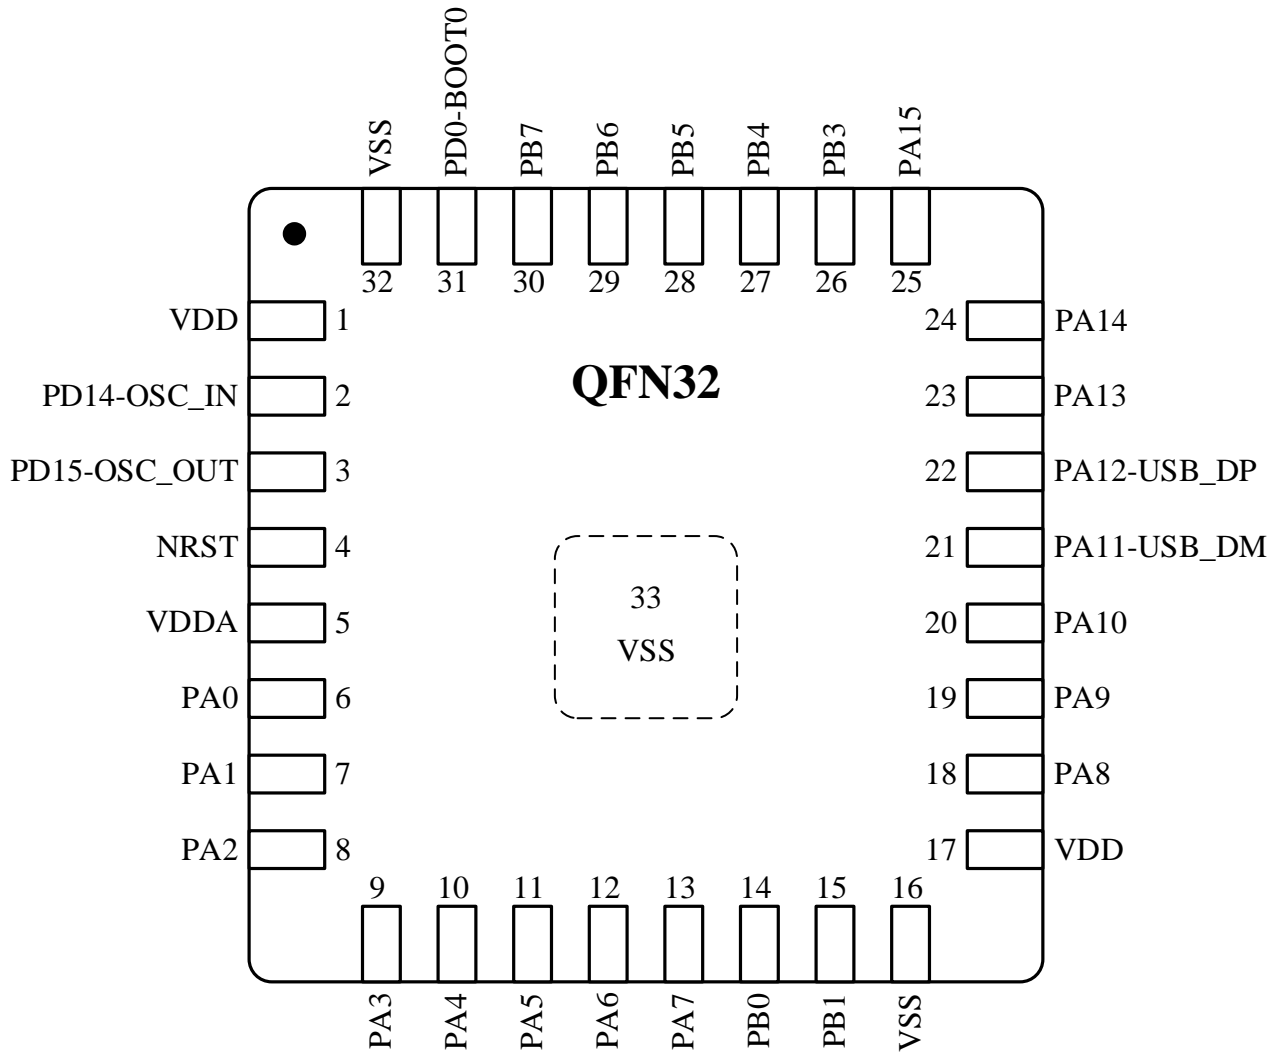 VSS
PD0-BOOT0
PB7
PB6
PB5
PB4
PB3
PA15
32 31 30 29 28 27 26 25
VDD 1 24 PA14
QFN32
PD14-OSC_IN 2 23 PA13
PD15-OSC_OUT 3 22 PA12-USB_DP
NRST 4 21 PA11-USB_DM
33
VDDA 5 20 PA10
VSS
PA0 6 19 PA9
PA1 7 18 PA8
PA2 8 17 VDD
9 10 11 12 13 14 15 16
PA3
PA4
PA5
PA6
PA7
PB0
PB1
VSS